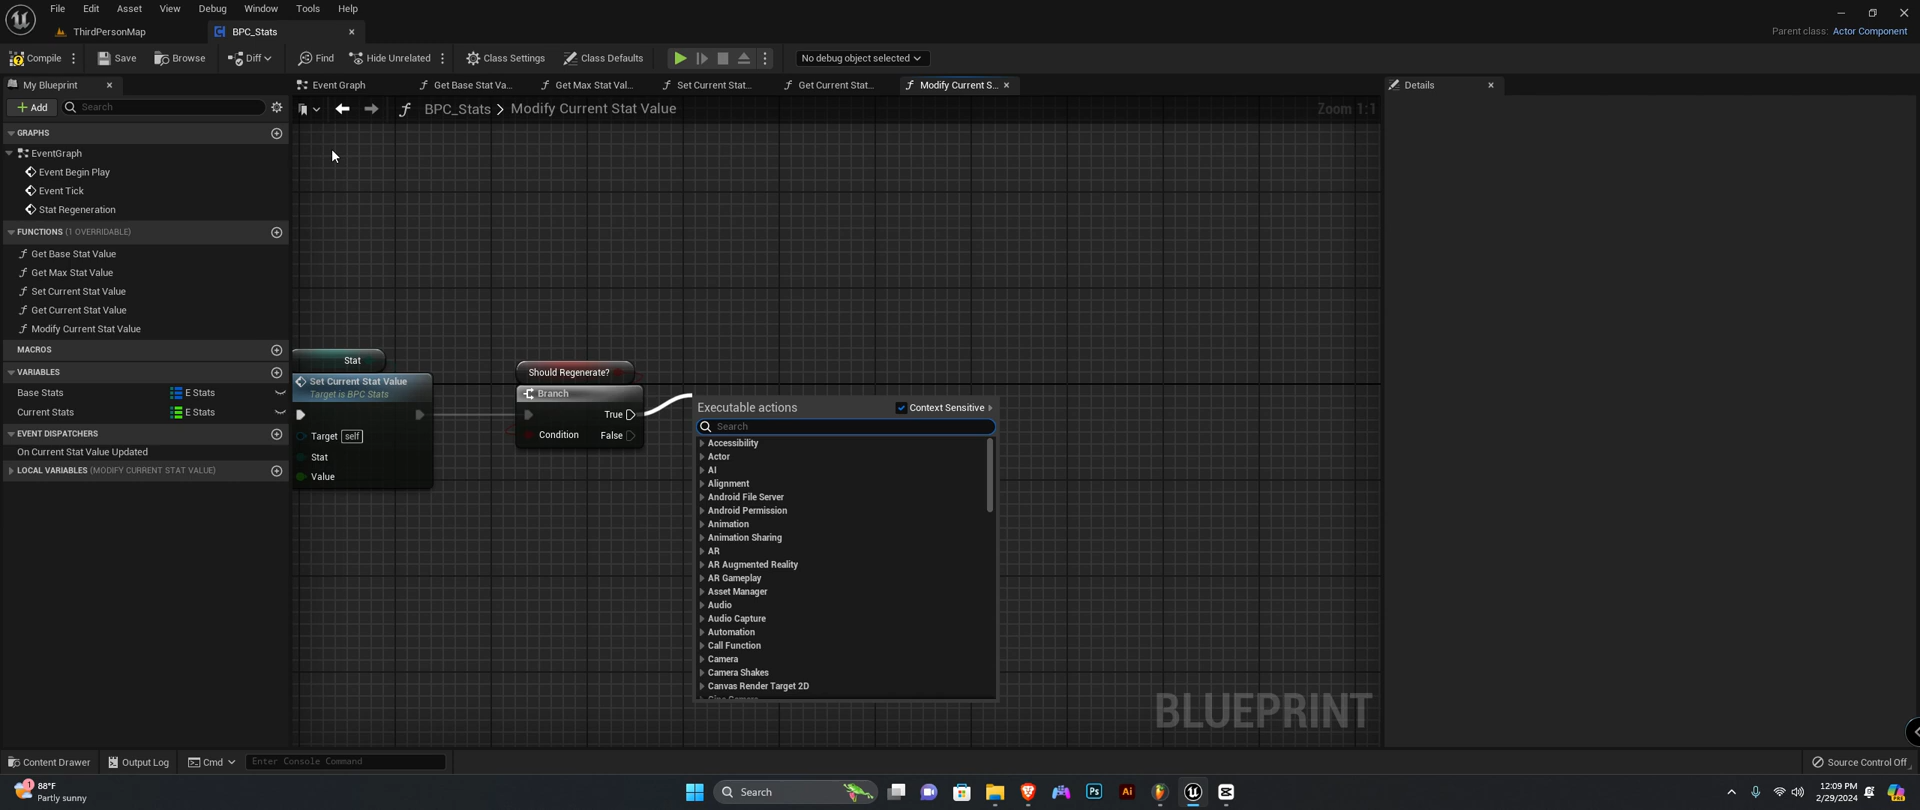 File Edit Asset View Debug Window Tools Help
ThirdPersonMap BPC_Stats
Parent class: Actor Component
Compile Save Browse Diff Find Hide Unrelated Class Settings Class Defaults No debug object selected
My Blueprint Event Graph Get Base Stat Va... Get Max Stat Val... Set Current Stat... Get Current Stat... Modify Current S... Details
Add Search
BPC_Stats > Modify Current Stat Value Zoom 1:1
GRAPHS
EventGraph
Event Begin Play
Event Tick
Stat Regeneration
FUNCTIONS (1 OVERRIDABLE)
Get Base Stat Value
Get Max Stat Value
Set Current Stat Value
Get Current Stat Value
Modify Current Stat Value
MACROS
VARIABLES
Base Stats E Stats
Current Stats E Stats
EVENT DISPATCHERS
On Current Stat Value Updated
LOCAL VARIABLES (MODIFY CURRENT STAT VALUE)
Stat
Set Current Stat Value
Target is BPC Stats
Target self
Stat
Value
Should Regenerate?
Branch
True
Condition False
Executable actions Context Sensitive
Search
Accessibility
Actor
AI
Alignment
Android File Server
Android Permission
Animation
Animation Sharing
AR
AR Augmented Reality
AR Gameplay
Asset Manager
Audio
Audio Capture
Automation
Call Function
Camera
Camera Shakes
Canvas Render Target 2D
BLUEPRINT
Content Drawer Output Log Cmd Enter Console Command Source Control Off
1
88°F
Partly sunny
Search
Ps Ai
12:09 PM
2/29/2024